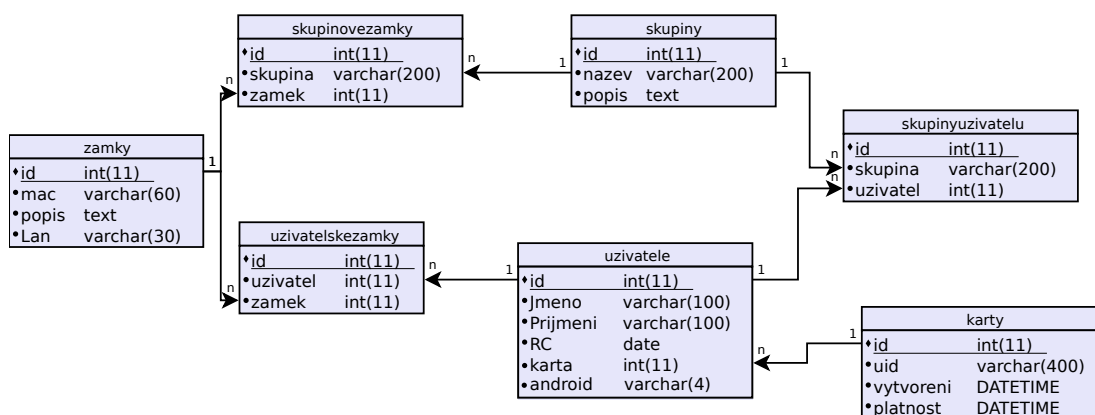 skupinovezamky
id int(11)
skupina varchar(200)
zamek int(11)
skupiny
id int(11)
nazev varchar(200)
popis text
skupinyuzivatelu
id int(11)
skupina varchar(200)
uzivatel int(11)
zamky
id int(11)
mac varchar(60)
popis text
Lan varchar(30)
uzivatelskezamky
id int(11)
uzivatel int(11)
zamek int(11)
uzivatele
id int(11)
Jmeno varchar(100)
Prijmeni varchar(100)
RC date
karta int(11)
android varchar(4)
karty
id int(11)
uid varchar(400)
vytvoreni DATETIME
platnost DATETIME
n
1
1
n
1
n
n
n
n
1
1
n
1